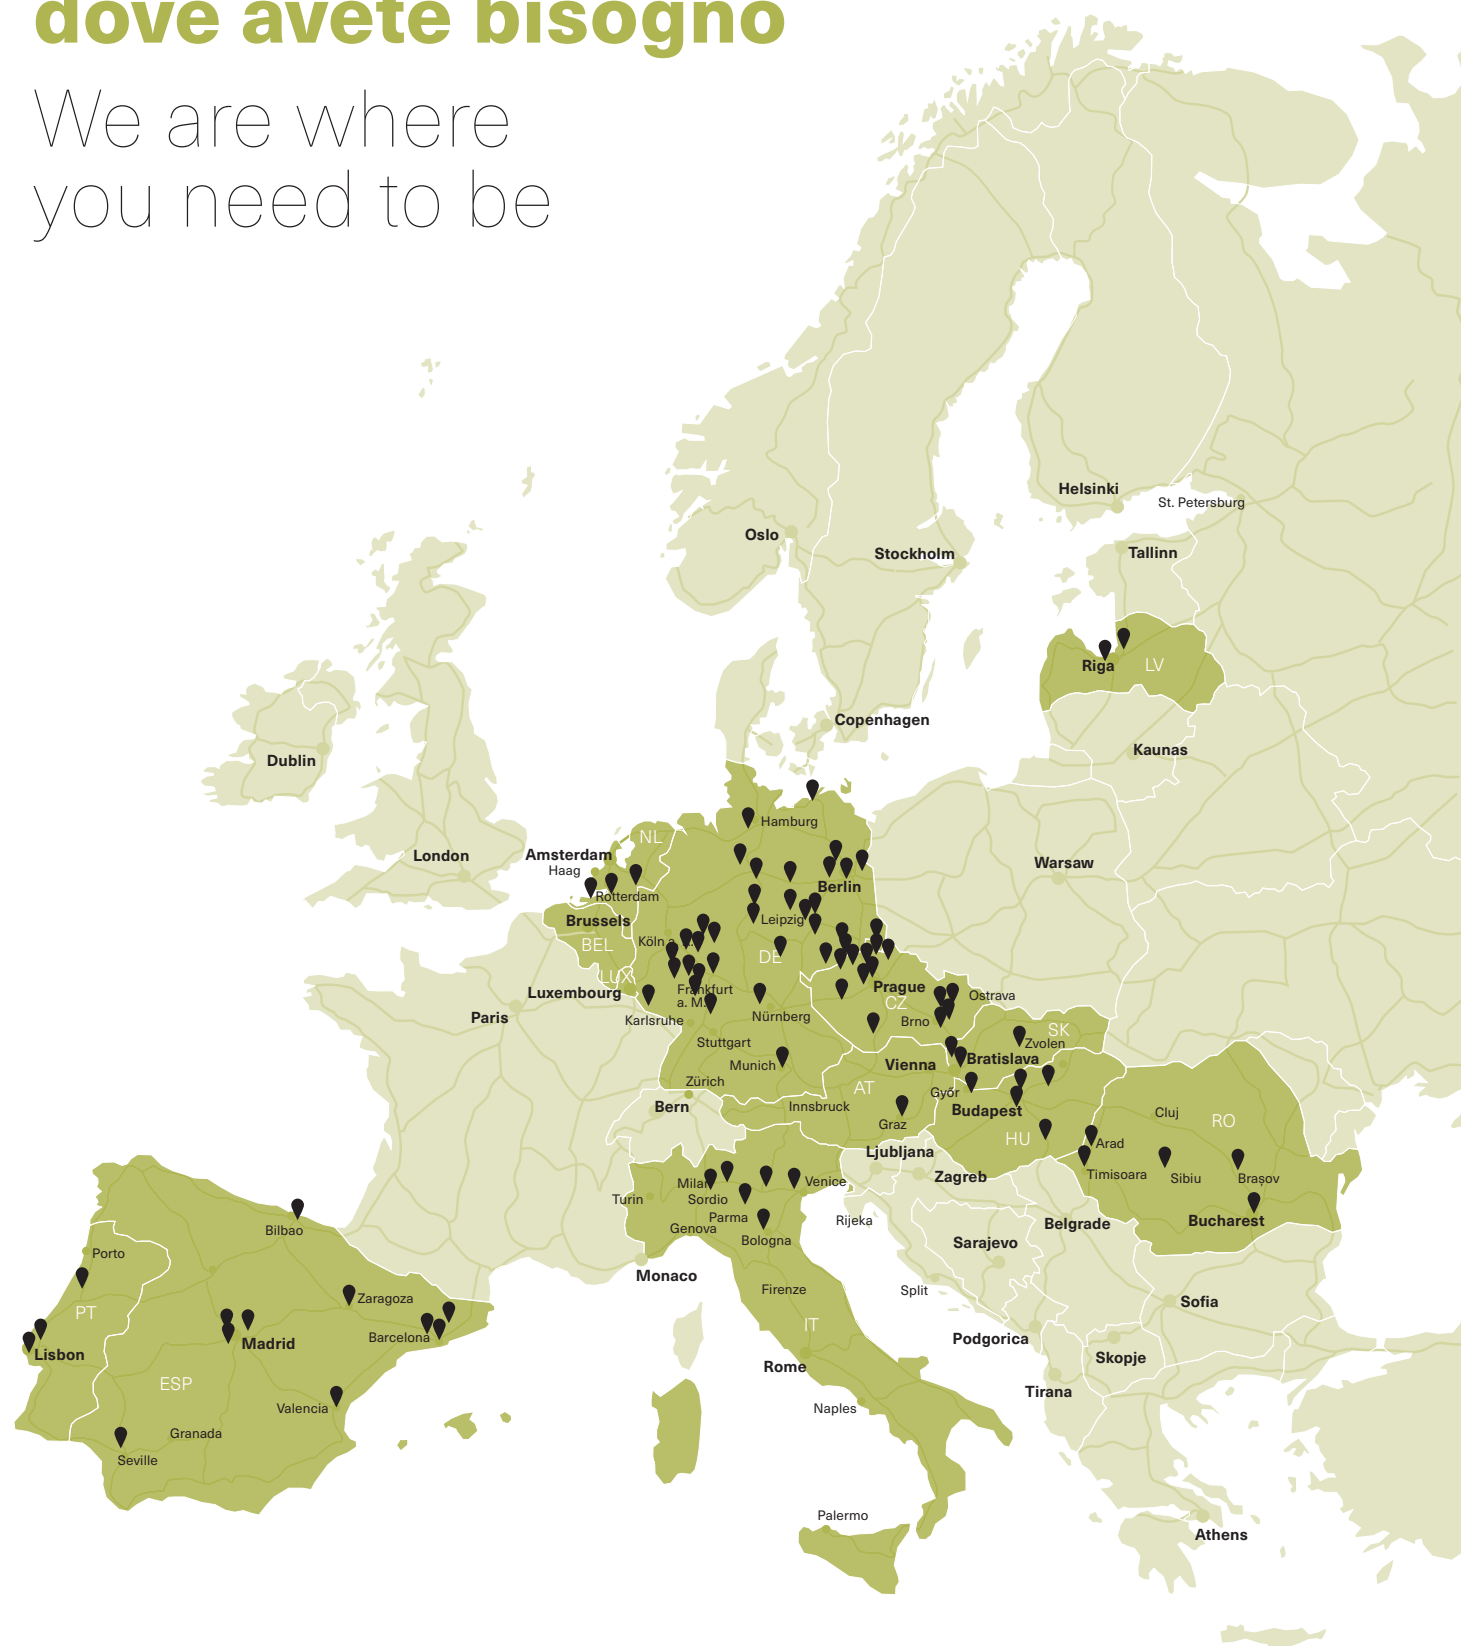 dove avete bisogno
We are where
you need to be
Helsinki
St. Petersburg
Oslo
Stockholm
Tallinn
Riga
LV
Copenhagen
Kaunas
Dublin
Hamburg
NL
London
Amsterdam
Haag
Warsaw
Berlin
Rotterdam
Brussels
Leipzig
BEL
Köln a.
DE
LUX
Luxembourg
Frankfurt
a. M.
Prague
CZ
Ostrava
Paris
Karlsruhe
Nürnberg
Brno
SK
Zvolen
Stuttgart
Munich
Vienna
Bratislava
Zürich
AT
Győr
Bern
Innsbruck
Budapest
Graz
HU
Cluj
RO
Arad
Ljubljana
Zagreb
Timisoara
Sibiu
Brașov
Milan
Venice
Turin
Sordio
Parma
Genova
Bologna
Rijeka
Belgrade
Bucharest
Bilbao
Sarajevo
Porto
Monaco
Firenze
Split
Zaragoza
Sofia
PT
IT
Barcelona
Madrid
Podgorica
Lisbon
Rome
Skopje
ESP
Tirana
Valencia
Naples
Granada
Seville
Palermo
Athens